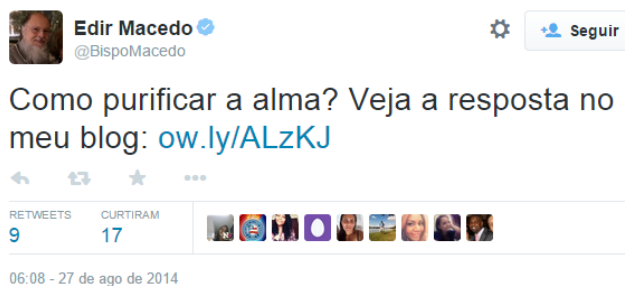 Edir Macedo
@BispoMacedo
Seguir
Como purificar a alma? Veja a resposta no
meu blog: ow.ly/ALzKJ
RETWEETS
CURTIRAM
9
17
06:08 - 27 de ago de 2014